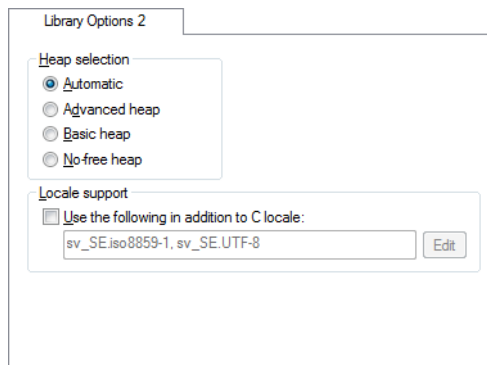 Library Options 2
Heap selection
Automatic
Advanced heap
Basic heap
No-free heap
Locale support
Use the following in addition to C locale:
sv_SE.iso8859-1, sv_SE.UTF-8
Edit